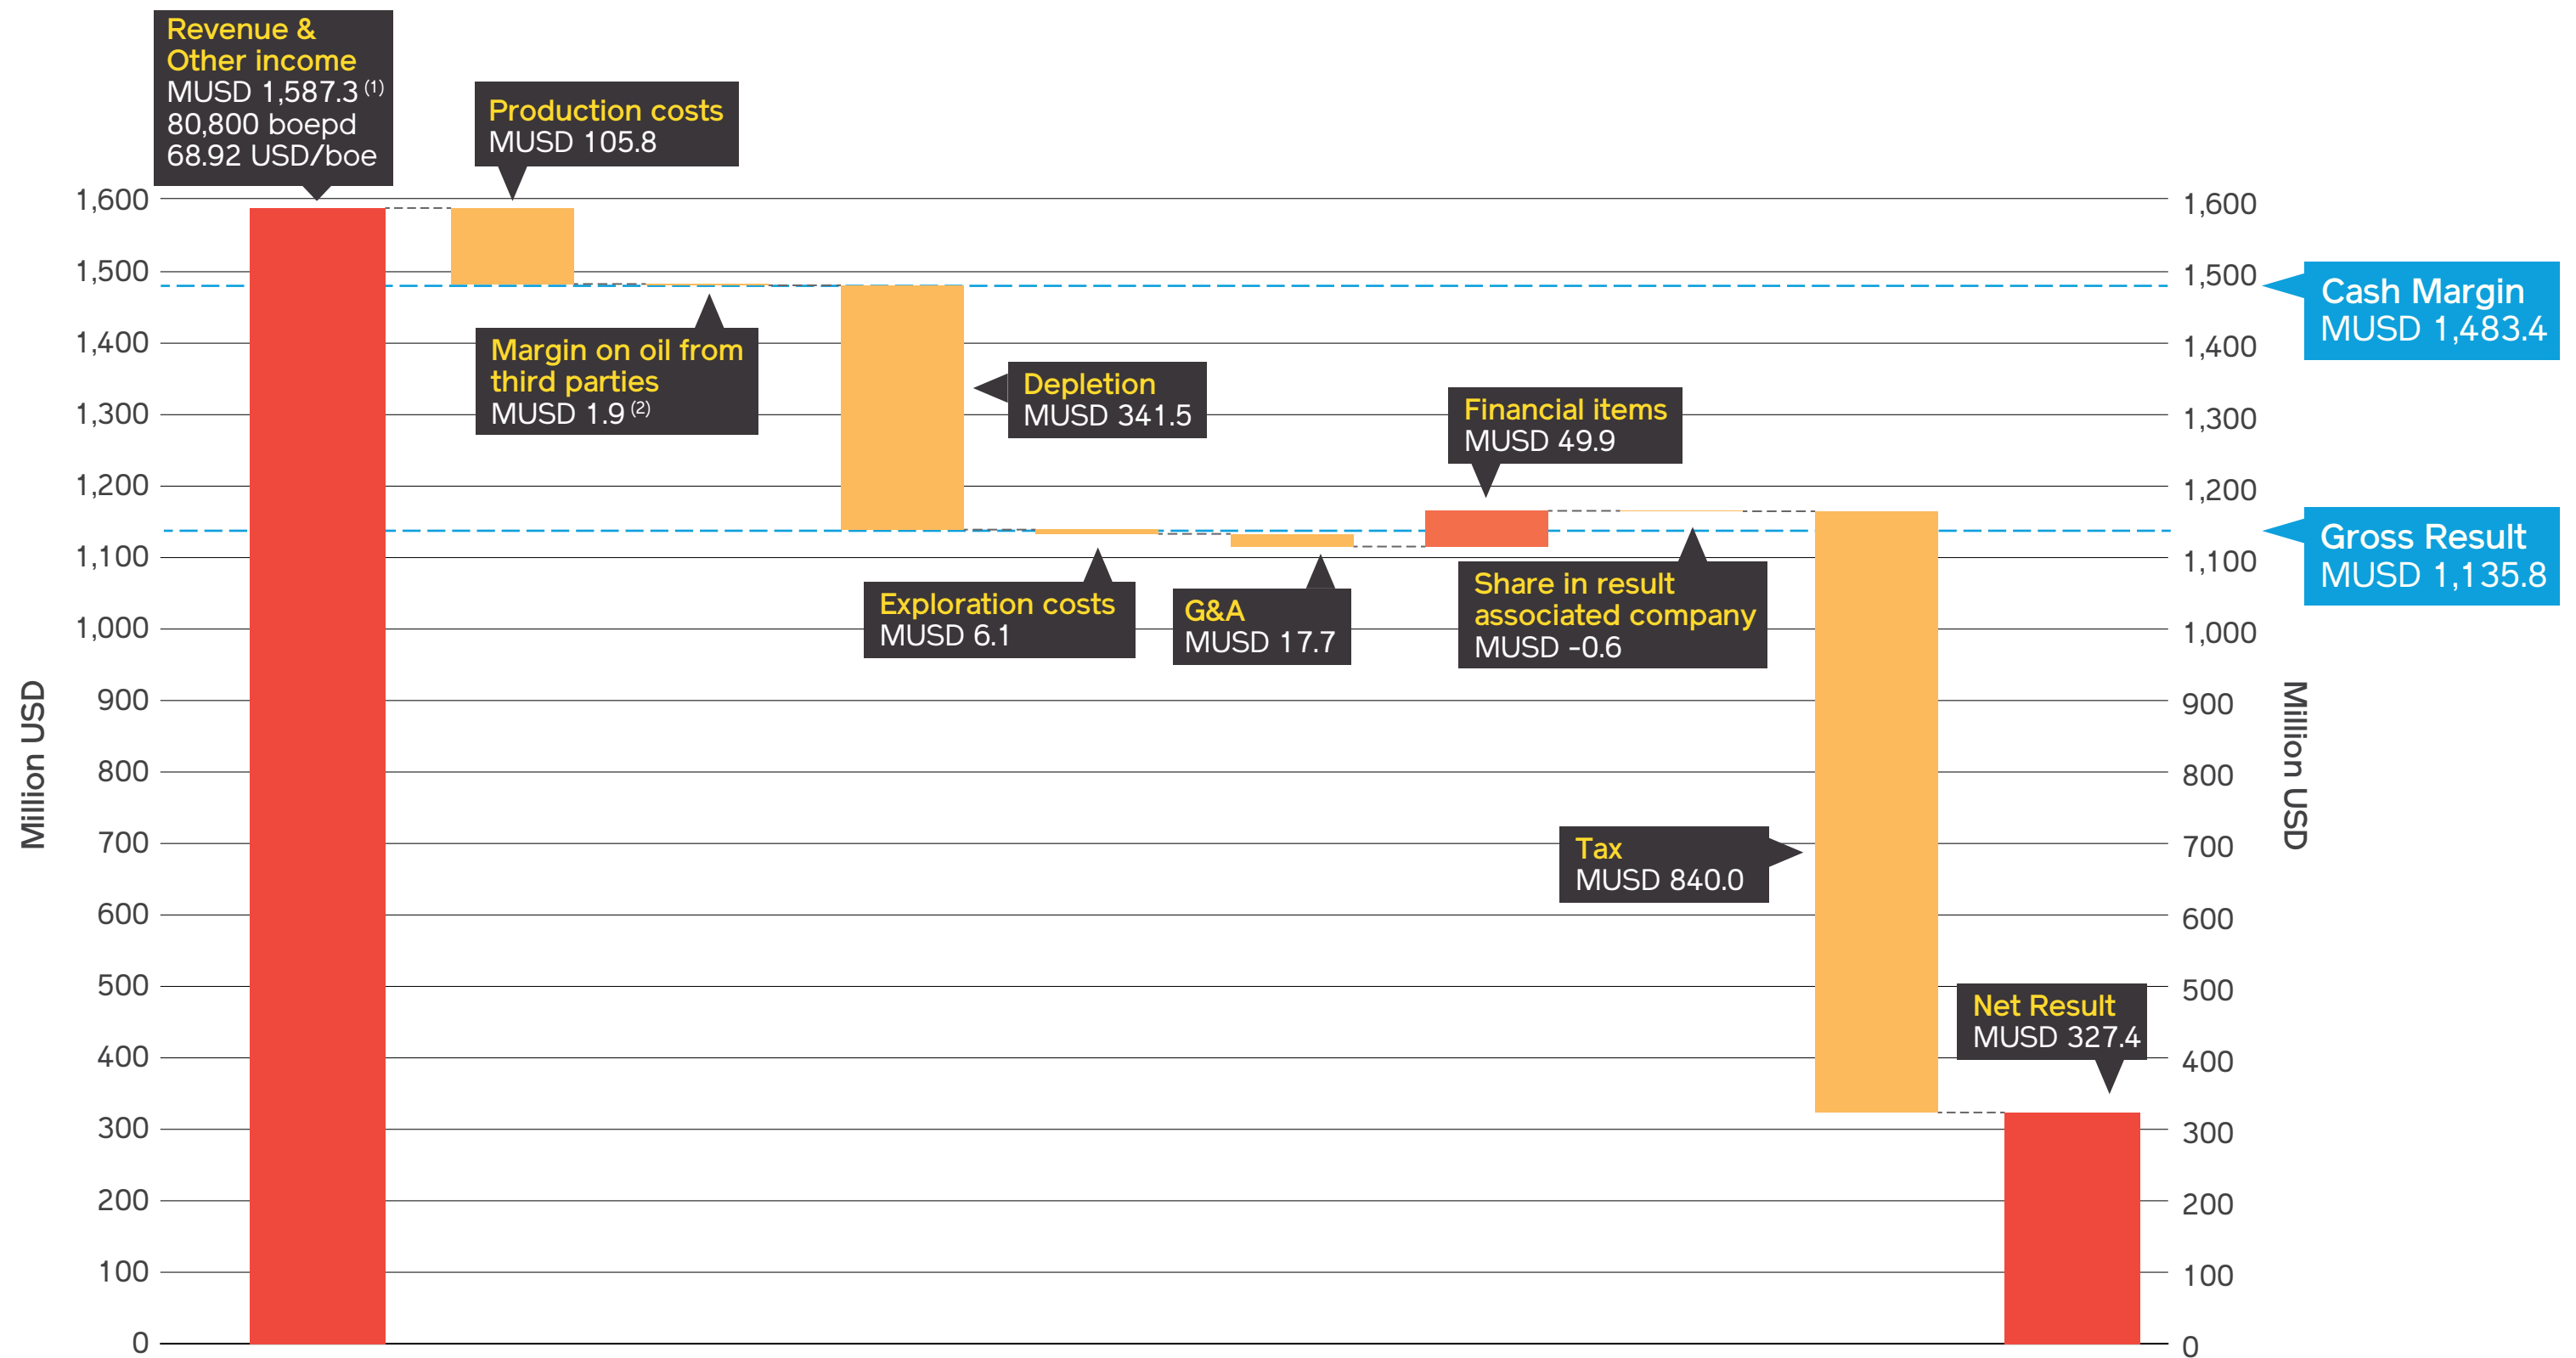 Revenue &
Other income
MUSD 1,587.3 (1)
80,800 boepd
68.92 USD/boe
Production costs
MUSD 105.8
Margin on oil from
third parties
MUSD 1.9 (2)
Depletion
MUSD 341.5
Exploration costs
MUSD 6.1
G&A
MUSD 17.7
Financial items
MUSD 49.9
Share in result
associated company
MUSD -0.6
Tax
MUSD 840.0
Net Result
MUSD 327.4
Cash Margin
MUSD 1,483.4
Gross Result
MUSD 1,135.8
Million USD
1,600
1,500
1,400
1,300
1,200
1,100
1,000
900
800
700
600
500
400
300
200
100
0
1,600
1,500
1,400
1,300
1,200
1,100
1,000
900
800
700
600
500
400
300
200
100
0
Million USD